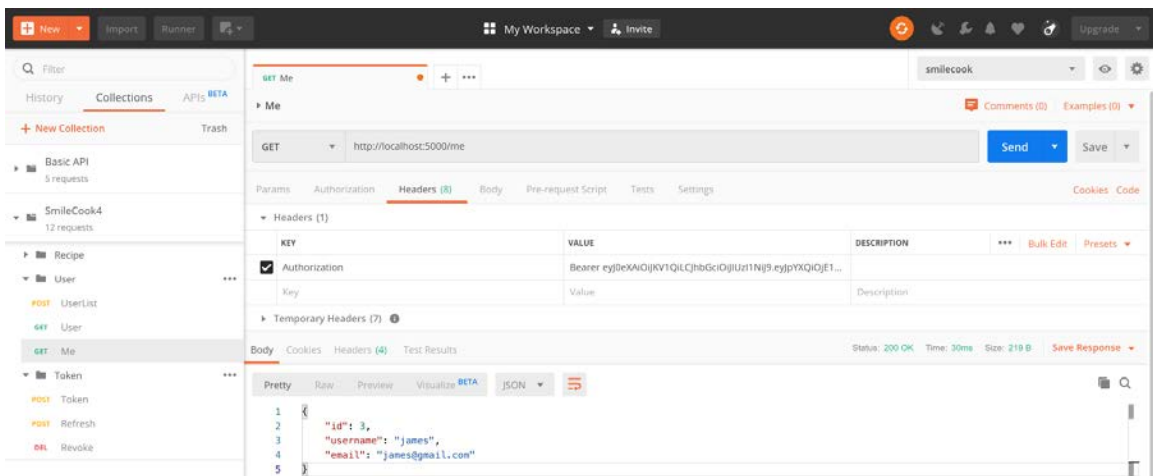 New Import Runner My Workspace Invite Upgrade
Filter
History Collections APIs BETA
+ New Collection Trash
Basic API
5 requests
SmileCook4
12 requests
Recipe
User
POST UserList
GET User
GET Me
Token
POST Token
POST Refresh
DEL Revoke
GET Me + ••• smilecook
Me Comments (0) Examples (0)
GET http://localhost:5000/me Send Save
Params Authorization Headers (8) Body Pre-request Script Tests Settings Cookies Code
Headers (1)
KEY VALUE DESCRIPTION ••• Bulk Edit Presets
Authorization Bearer
Key Value Description
Temporary Headers (7)
Body Cookies Headers (4) Test Results Status: 200 OK Time: 30ms Size: 218 B Save Response
Pretty Raw Preview Visualize BETA JSON
1 {
2 "id": 3,
3 "username": "james",
4 "email": "james@gmail.com"
5 }